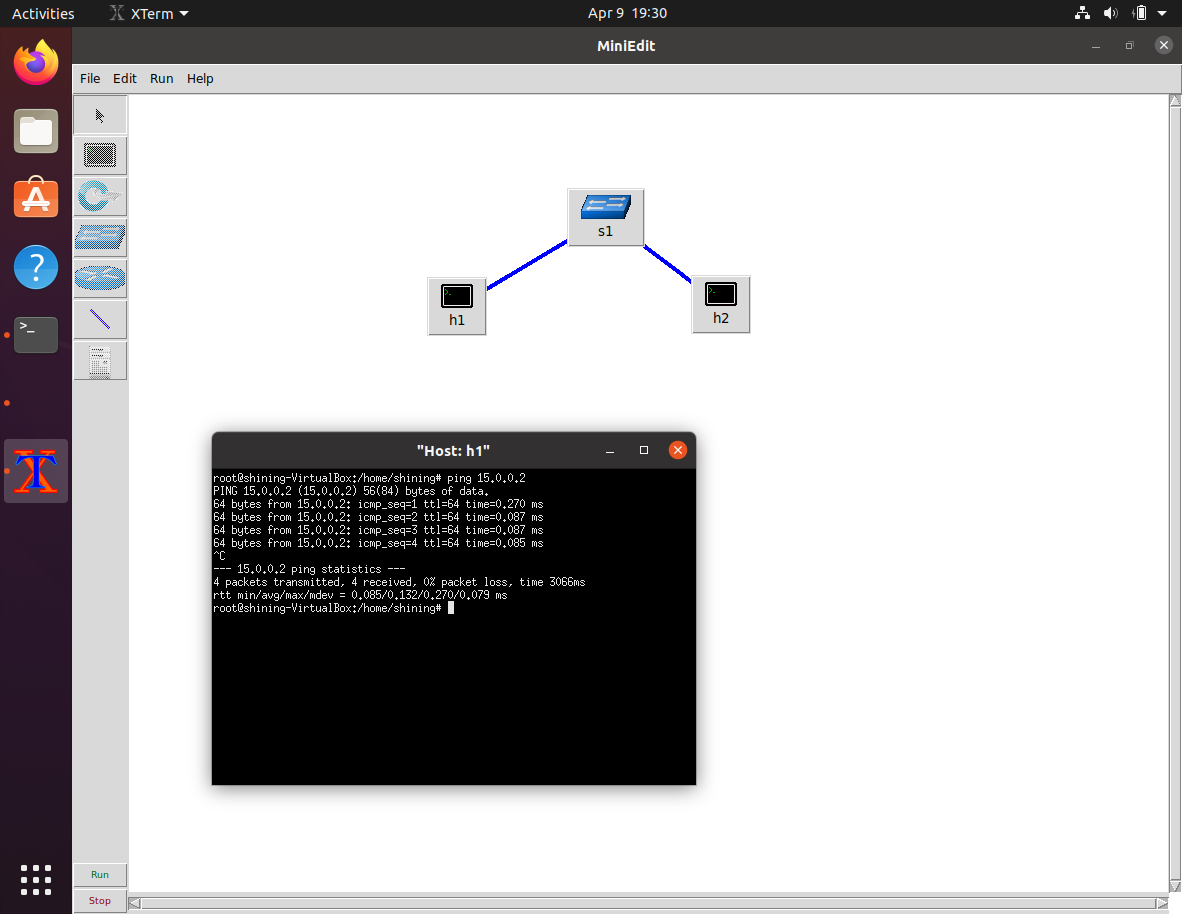 Activities XTerm Apr 9 19:30
MiniEdit
File Edit Run Help
s1
h1 h2
"Host: h1"
root@shining-VirtualBox:/home/shining# ping 15.0.0.2
PING 15.0.0.2 (15.0.0.2) 56(84) bytes of data.
64 bytes from 15.0.0.2: icmp_seq=1 ttl=64 time=0.270 ms
64 bytes from 15.0.0.2: icmp_seq=2 ttl=64 time=0.087 ms
64 bytes from 15.0.0.2: icmp_seq=3 ttl=64 time=0.087 ms
64 bytes from 15.0.0.2: icmp_seq=4 ttl=64 time=0.085 ms
^C
--- 15.0.0.2 ping statistics ---
4 packets transmitted, 4 received, 0% packet loss, time 3066ms
rtt min/avg/max/mdev = 0.085/0.132/0.270/0.079 ms
root@shining-VirtualBox:/home/shining#
Run
Stop